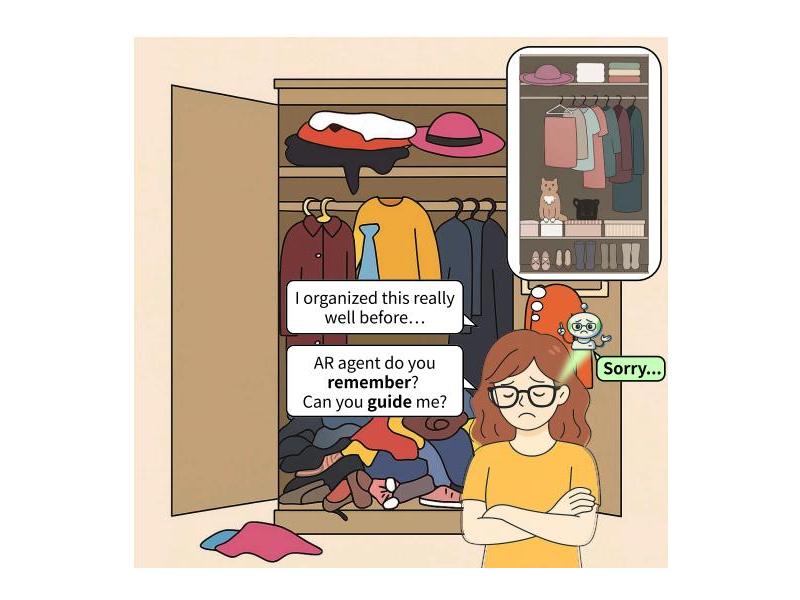 I organized this really
well before...
AR agent do you
remember?
Can you guide me?
Sorry...